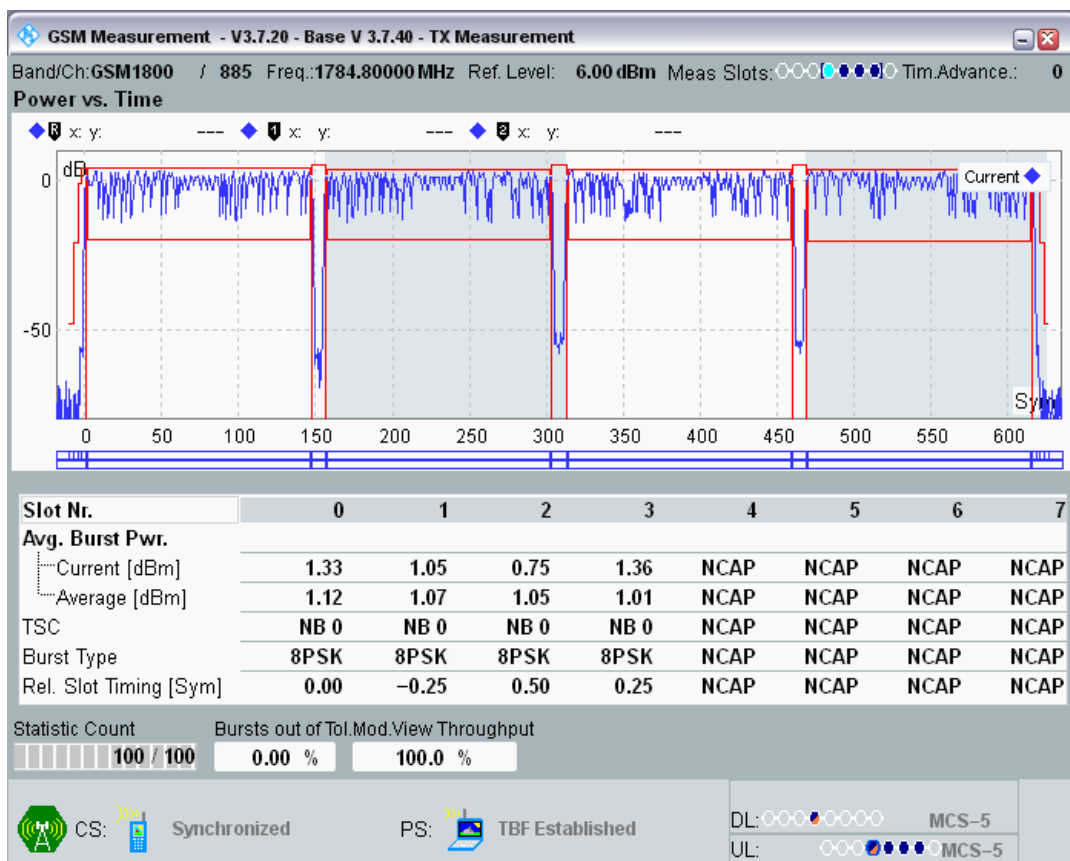 GSM Measurement - V3.7.20 - Base V 3.7.40 - TX Measurement
Band/Ch:GSM1800 / 885 Freq.:1784.80000 MHz Ref. Level: 6.00 dBm Meas Slots: Tim.Advance.: 0
Power vs. Time
R x: y: --- 1 x: y: --- 2 x: y: ---
dB
Current
0
-50
Sym
0 50 100 150 200 250 300 350 400 450 500 550 600
Slot Nr. 0 1 2 3 4 5 6 7
Avg. Burst Pwr.
Current [dBm] 1.33 1.05 0.75 1.36 NCAP NCAP NCAP NCAP
Average [dBm] 1.12 1.07 1.05 1.01 NCAP NCAP NCAP NCAP
TSC NB 0 NB 0 NB 0 NB 0 NCAP NCAP NCAP NCAP
Burst Type 8PSK 8PSK 8PSK 8PSK NCAP NCAP NCAP NCAP
Rel. Slot Timing [Sym] 0.00 −0.25 0.50 0.25 NCAP NCAP NCAP NCAP
Statistic Count Bursts out of Tol.Mod.View Throughput
100 / 100 0.00 % 100.0 %
CS: Synchronized PS: TBF Established
DL: MCS−5
UL: MCS−5